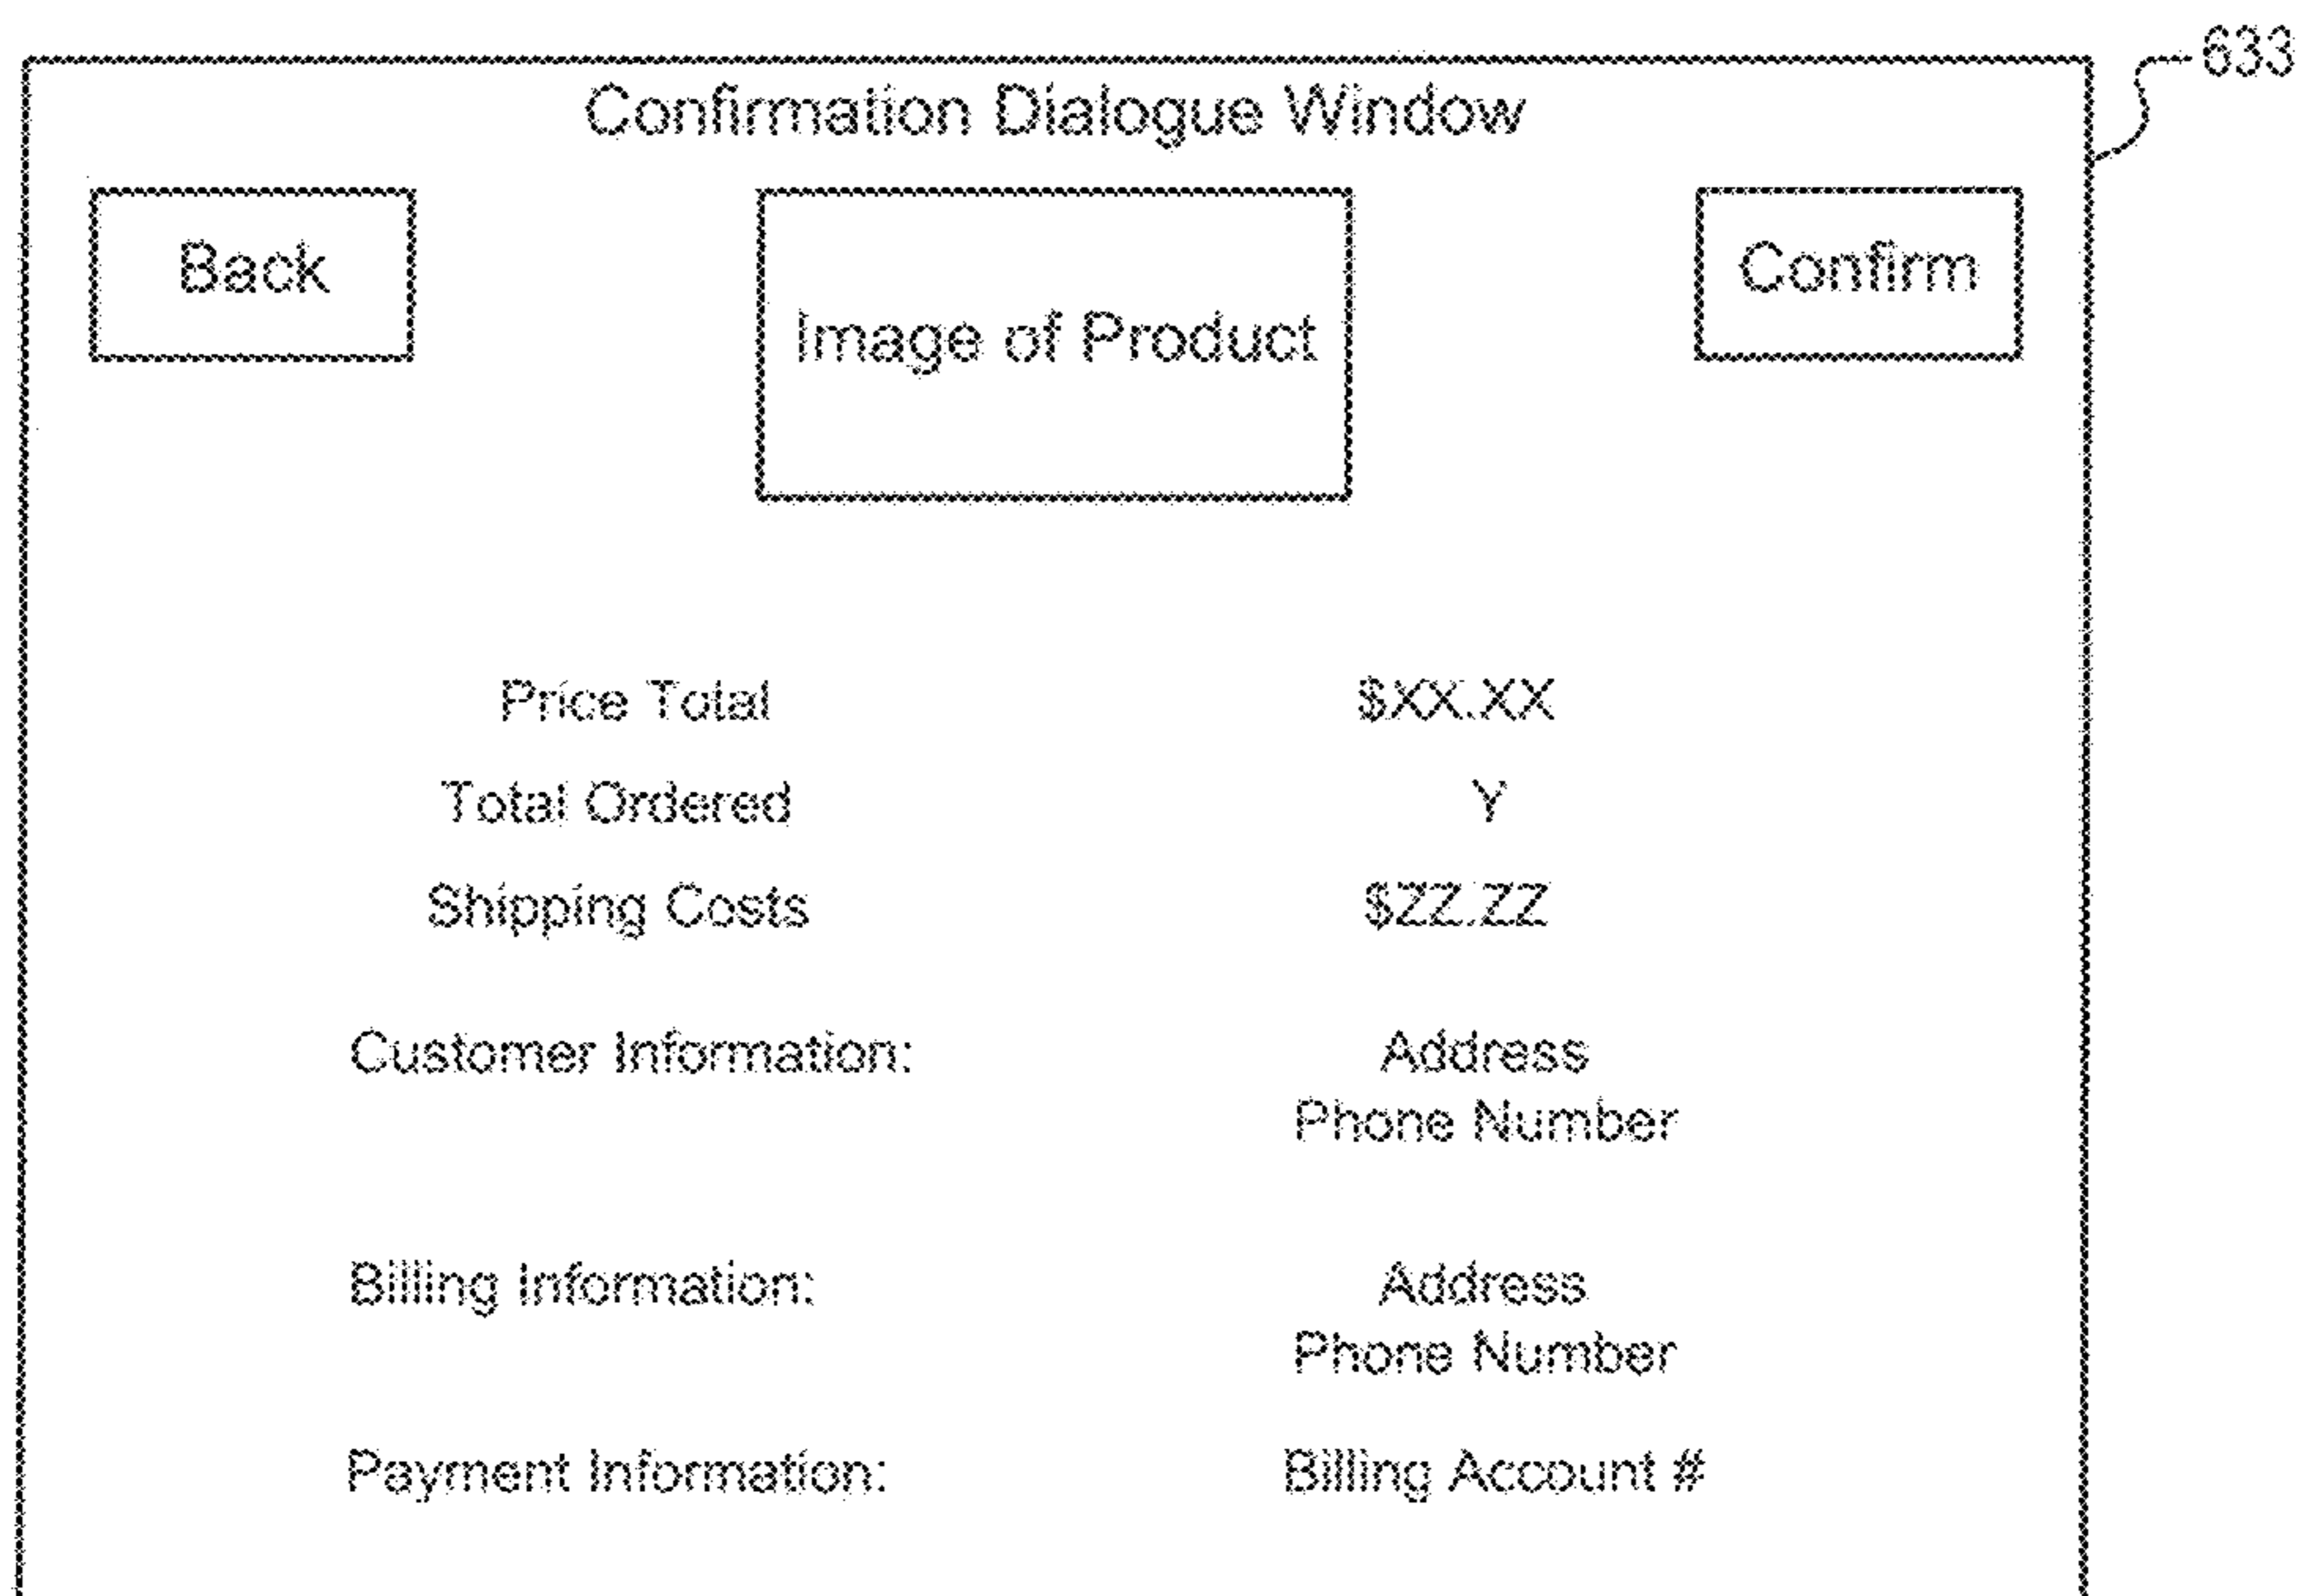 633
Confirmation Dialogue Window
Back
Image of Product
Confirm
Price Total $XX.XX
Total Ordered Y
Shipping Costs $ZZ.ZZ
Customer Information: Address
Phone Number
Billing Information: Address
Phone Number
Payment Information: Billing Account #